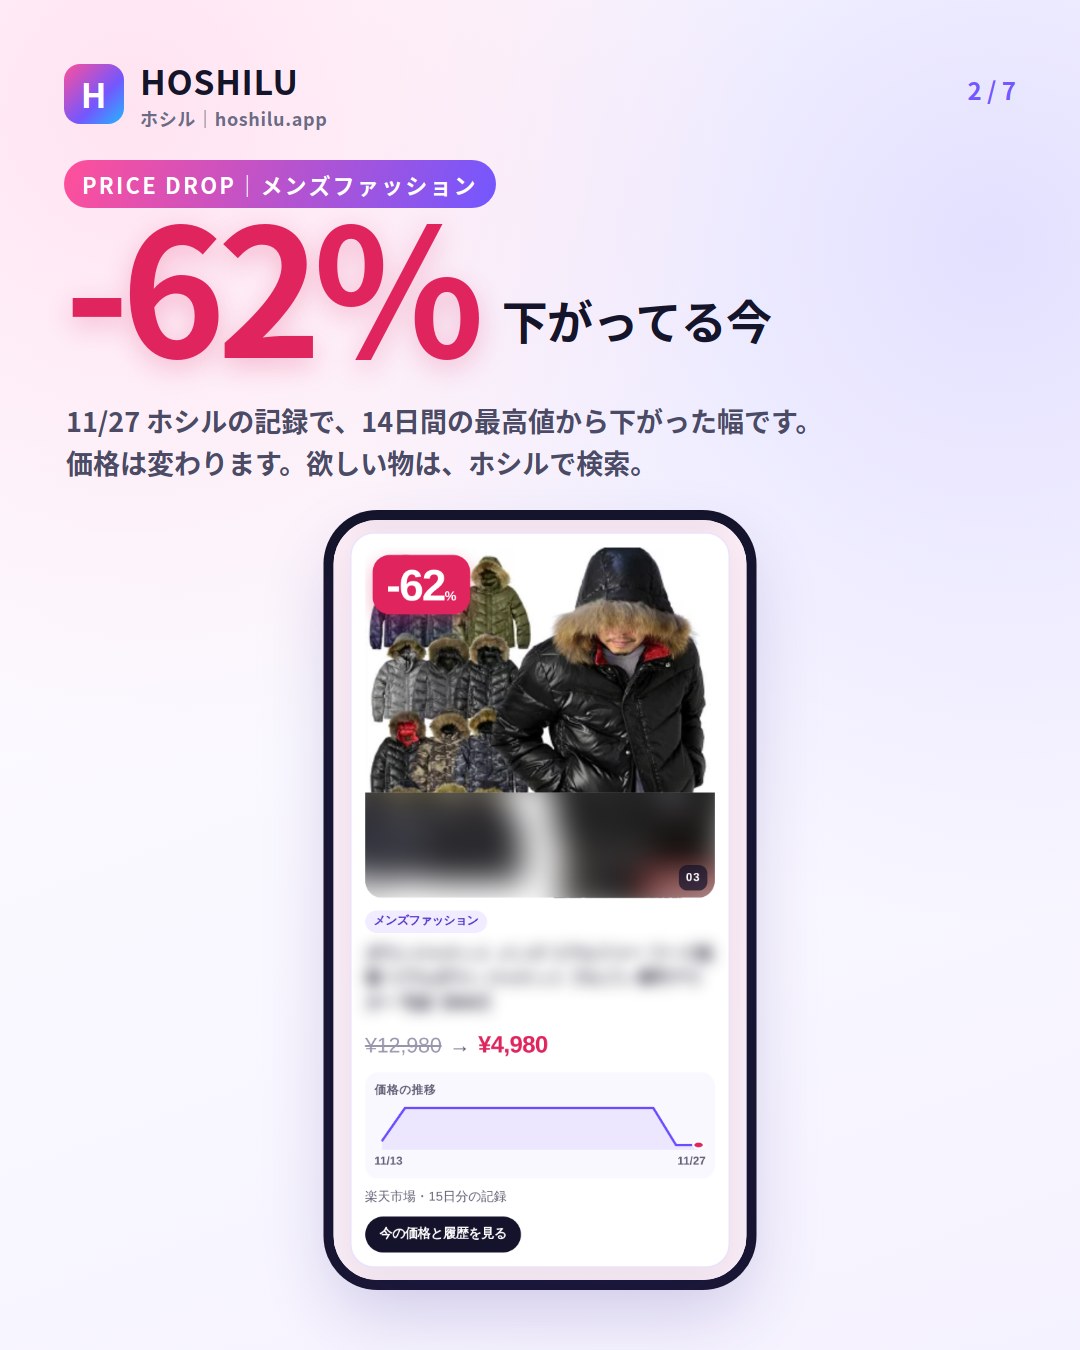 H
HOSHILU
ホシル｜hoshilu.app
2 / 7
PRICE DROP｜メンズファッション
-62% 下がってる今
11/27 ホシルの記録で、14日間の最高値から下がった幅です。
価格は変わります。欲しい物は、ホシルで検索。
-62%
03
メンズファッション
¥12,980 → ¥4,980
価格の推移
11/13 11/27
楽天市場・15日分の記録
今の価格と履歴を見る